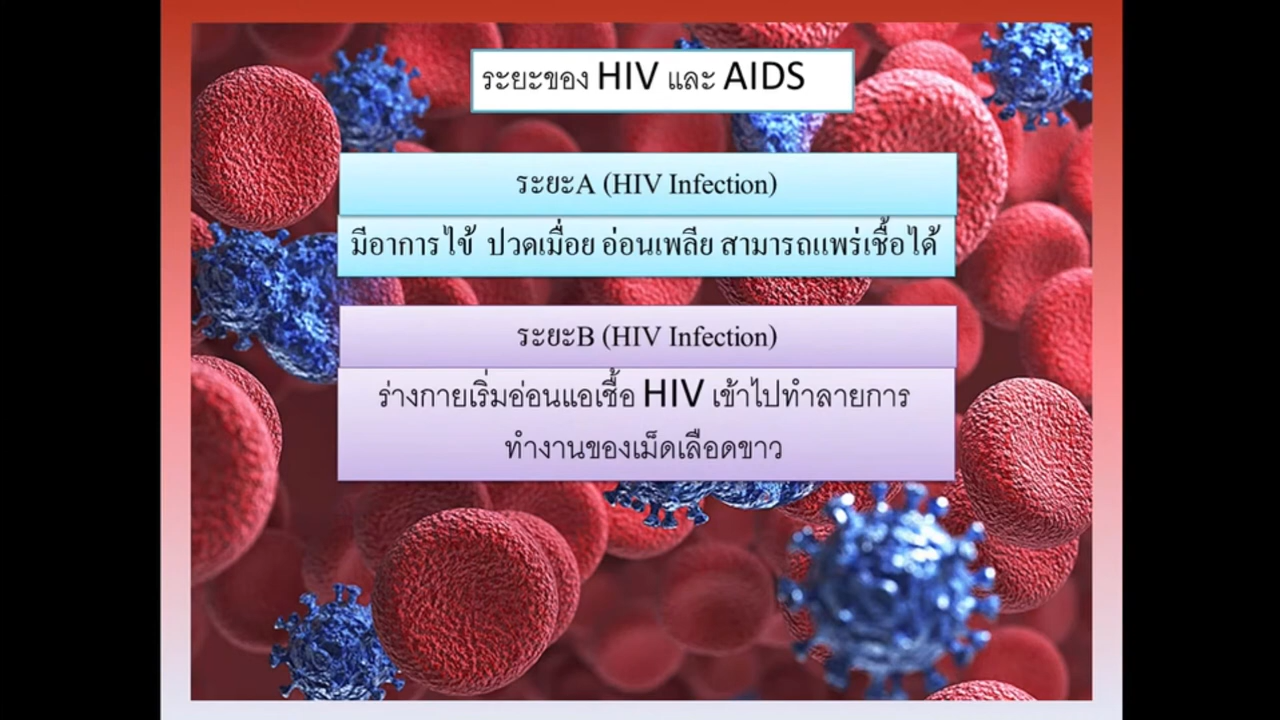 ระยะของ HIV และ AIDS
ระยะA (HIV Infection)
มีอาการไข้ ปวดเมื่อย อ่อนเพลีย สามารถแพร่เชื้อได้
ระยะB (HIV Infection)
ร่างกายเริ่มอ่อนแอเชื้อ HIV เข้าไปทำลายการ
ทำงานของเม็ดเลือดขาว